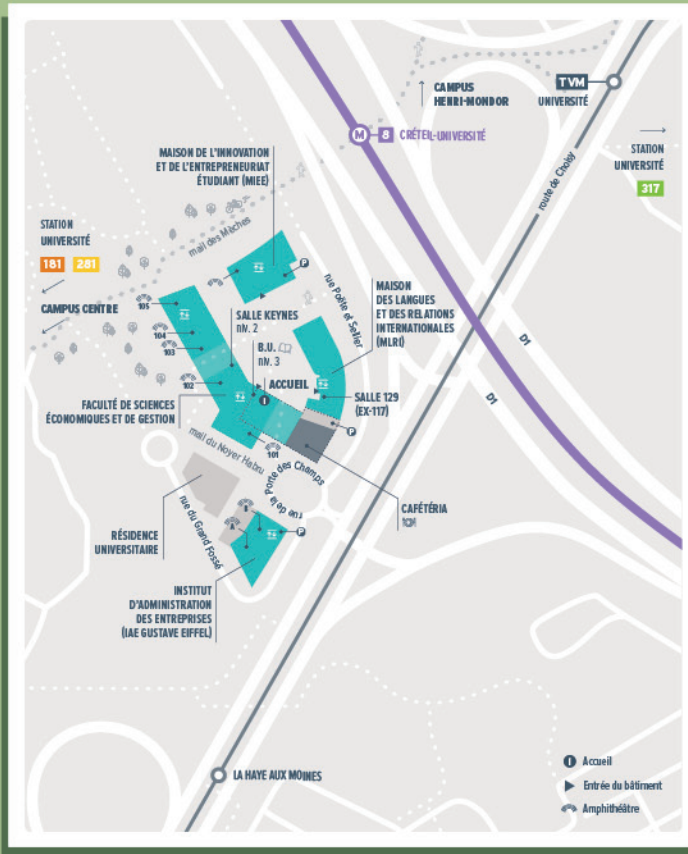 CAMPUS
HENRI-MONDOR
TVM
UNIVERSITÉ
M 8 CRÉTEIL-UNIVERSITÉ
STATION
UNIVERSITÉ
317
route de Choisy
MAISON DE L'INNOVATION
ET DE L'ENTREPRENEURIAT
ÉTUDIANT (MIEE)
STATION
UNIVERSITÉ
181 281
CAMPUS CENTRE
mail des Mèches
P
rue Poète et Sellier
MAISON
DES LANGUES
ET DES RELATIONS
INTERNATIONALES
(MLRI)
105
104
103
102
SALLE KEYNES
niv. 2
B.U.
niv. 3
ACCUEIL
I
D1
D1
SALLE 129
(EX-117)
P
FACULTÉ DE SCIENCES
ÉCONOMIQUES ET DE GESTION
101
mail du Noyer Habru
rue de la Porte des Champs
CAFÉTÉRIA
RÉSIDENCE
UNIVERSITAIRE
rue du Grand Fossé
B
A
P
INSTITUT
D'ADMINISTRATION
DES ENTREPRISES
(IAE GUSTAVE EIFFEL)
LA HAYE AUX MOINES
I Accueil
Entrée du bâtiment
Amphithéâtre